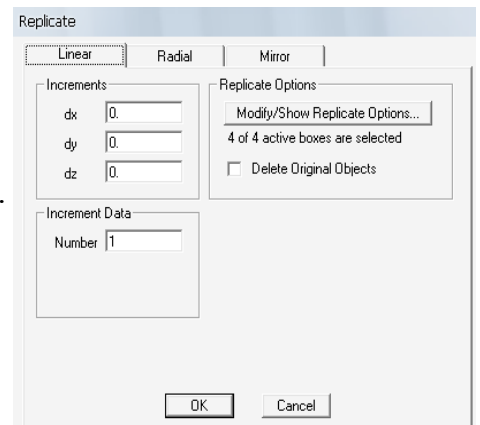 Replicate
Linear Radial Mirror
Increments
dx 0.
dy 0.
dz 0.
Replicate Options
Modify/Show Replicate Options...
4 of 4 active boxes are selected
Delete Original Objects
.
Increment Data
Number 1
OK Cancel